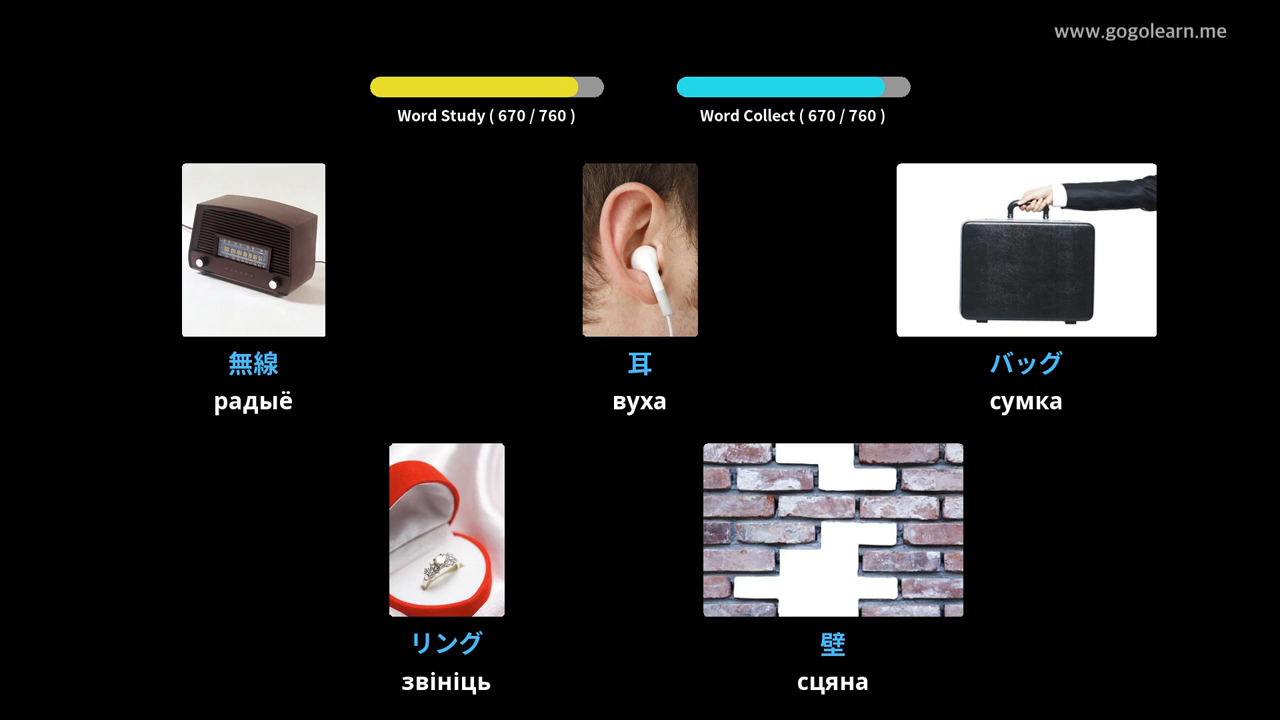 www.gogolearn.me
Word Study ( 670 / 760 )
Word Collect ( 670 / 760 )
無線
радыё
耳
вуха
バッグ
сумка
リング
звініць
壁
сцяна